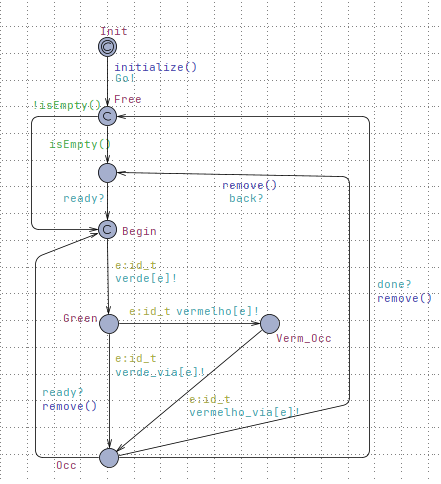 Init
initialize()
Go!
Free
!isEmpty()
isEmpty()
remove()
back?
ready?
C
Begin
e:id_t
verde[e]!
done?
remove()
e:id_t vermelho[e]!
Green
Verm_Occ
e:id_t
verde_via[e]!
ready?
remove()
e:id_t
vermelho_via[e]!
Occ